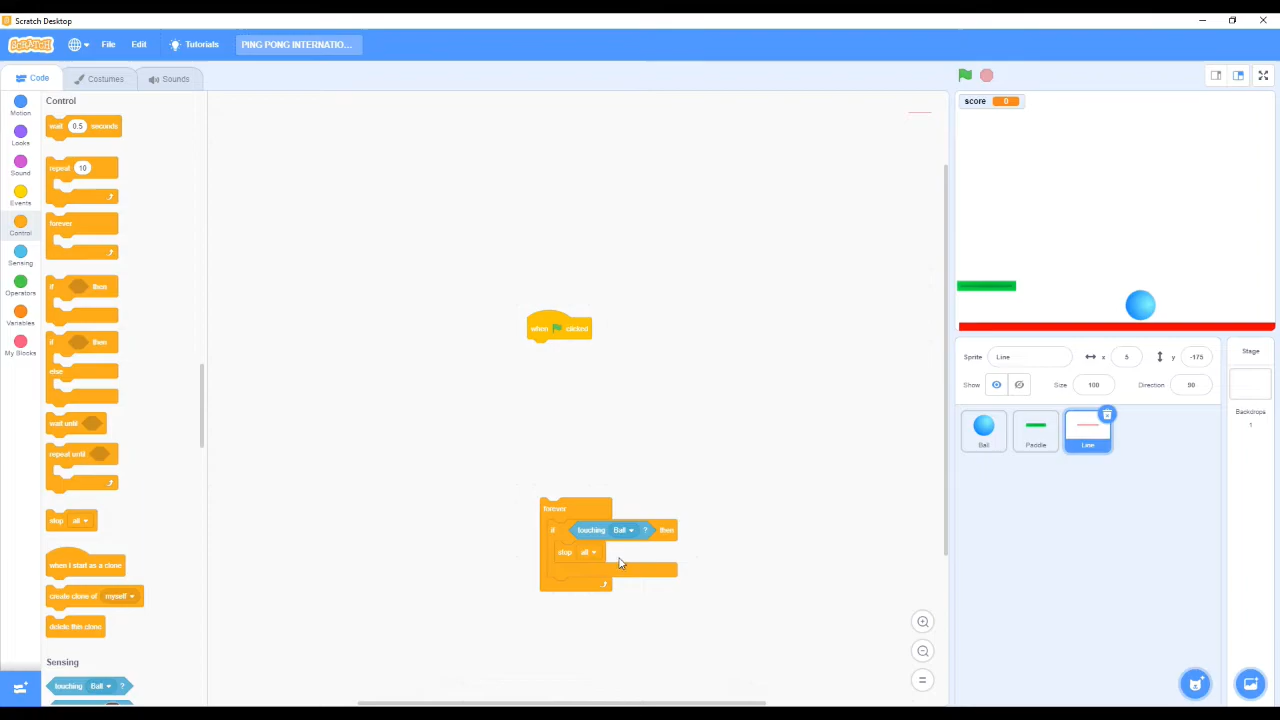 Scratch Desktop
SCRATCH File Edit Tutorials PING PONG INTERNATIO...
Code Costumes Sounds
Motion
Looks
Sound
Events
Control
Sensing
Operators
Variables
My Blocks
Control
wait 0.5 seconds
repeat 10
forever
if then
if then
else
wait until
repeat until
stop all
when I start as a clone
create clone of myself
delete this clone
Sensing
touching Ball ?
when clicked
forever
if touching Ball ? then
stop all
score 0
Sprite Line x 5 y -175
Show Size 100 Direction 90
Ball Paddle Line
Stage
Backdrops
1